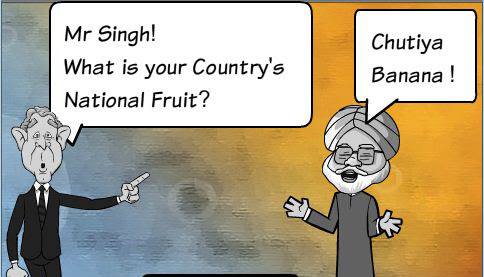 Mr Singh!
What is your Country's
National Fruit?
Chutiya
Banana !